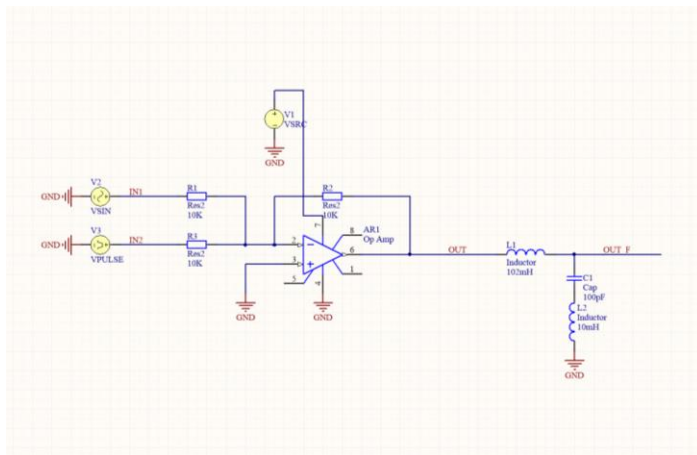 V1
VSRC
GND
V2
GND
IN1
VSIN
R1
Res2
10K
R2
Res2
10K
V3
GND
IN2
VPULSE
R3
Res2
10K
7
8
AR1
Op Amp
2
6
3
1
5
4
GND
GND
OUT
L1
Inductor
102mH
OUT_F
C1
Cap
100pF
L2
Inductor
10mH
GND